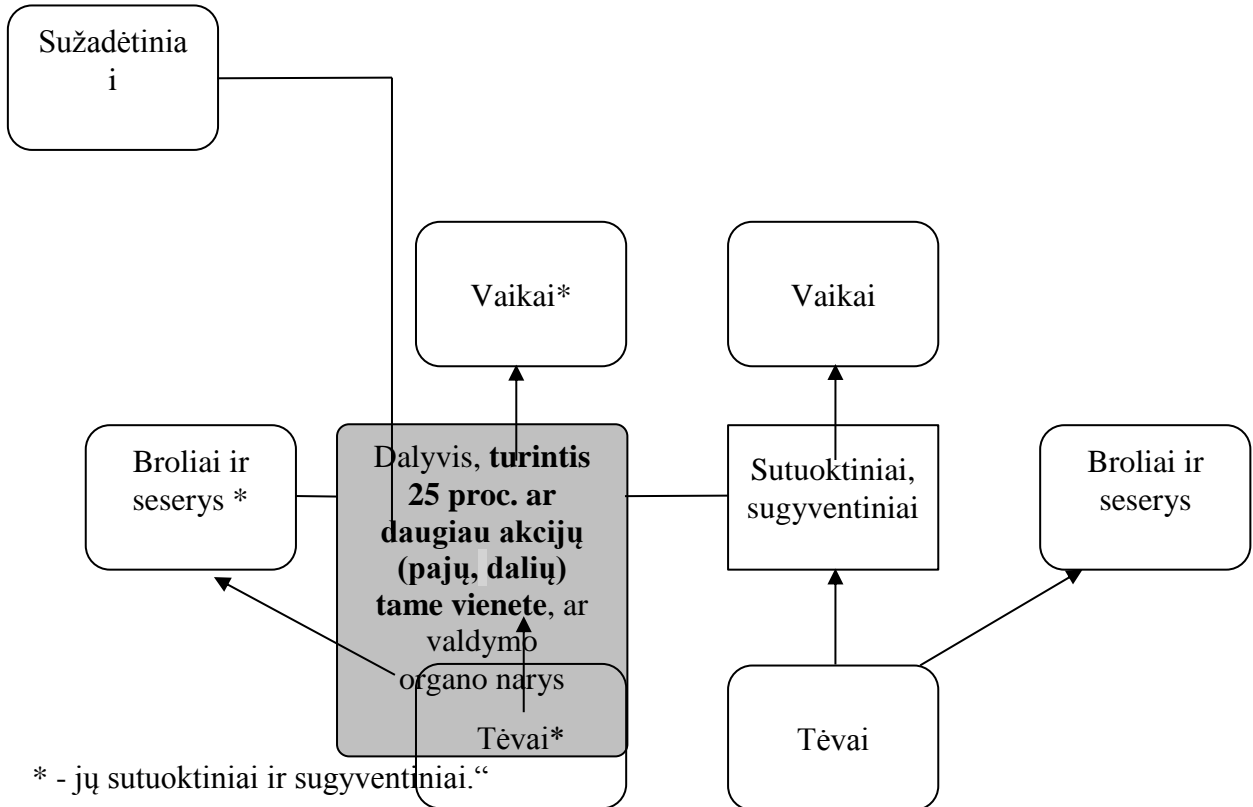 Sužadėtinia
i
Vaikai*
Vaikai
Broliai ir
seserys *
Dalyvis, turintis
25 proc. ar
daugiau akcijų
(pajų, dalių)
tame vienete, ar
valdymo
organo narys
Sutuoktiniai,
sugyventiniai
Broliai ir
seserys
Tėvai*
Tėvai
* - jų sutuoktiniai ir sugyventiniai.“